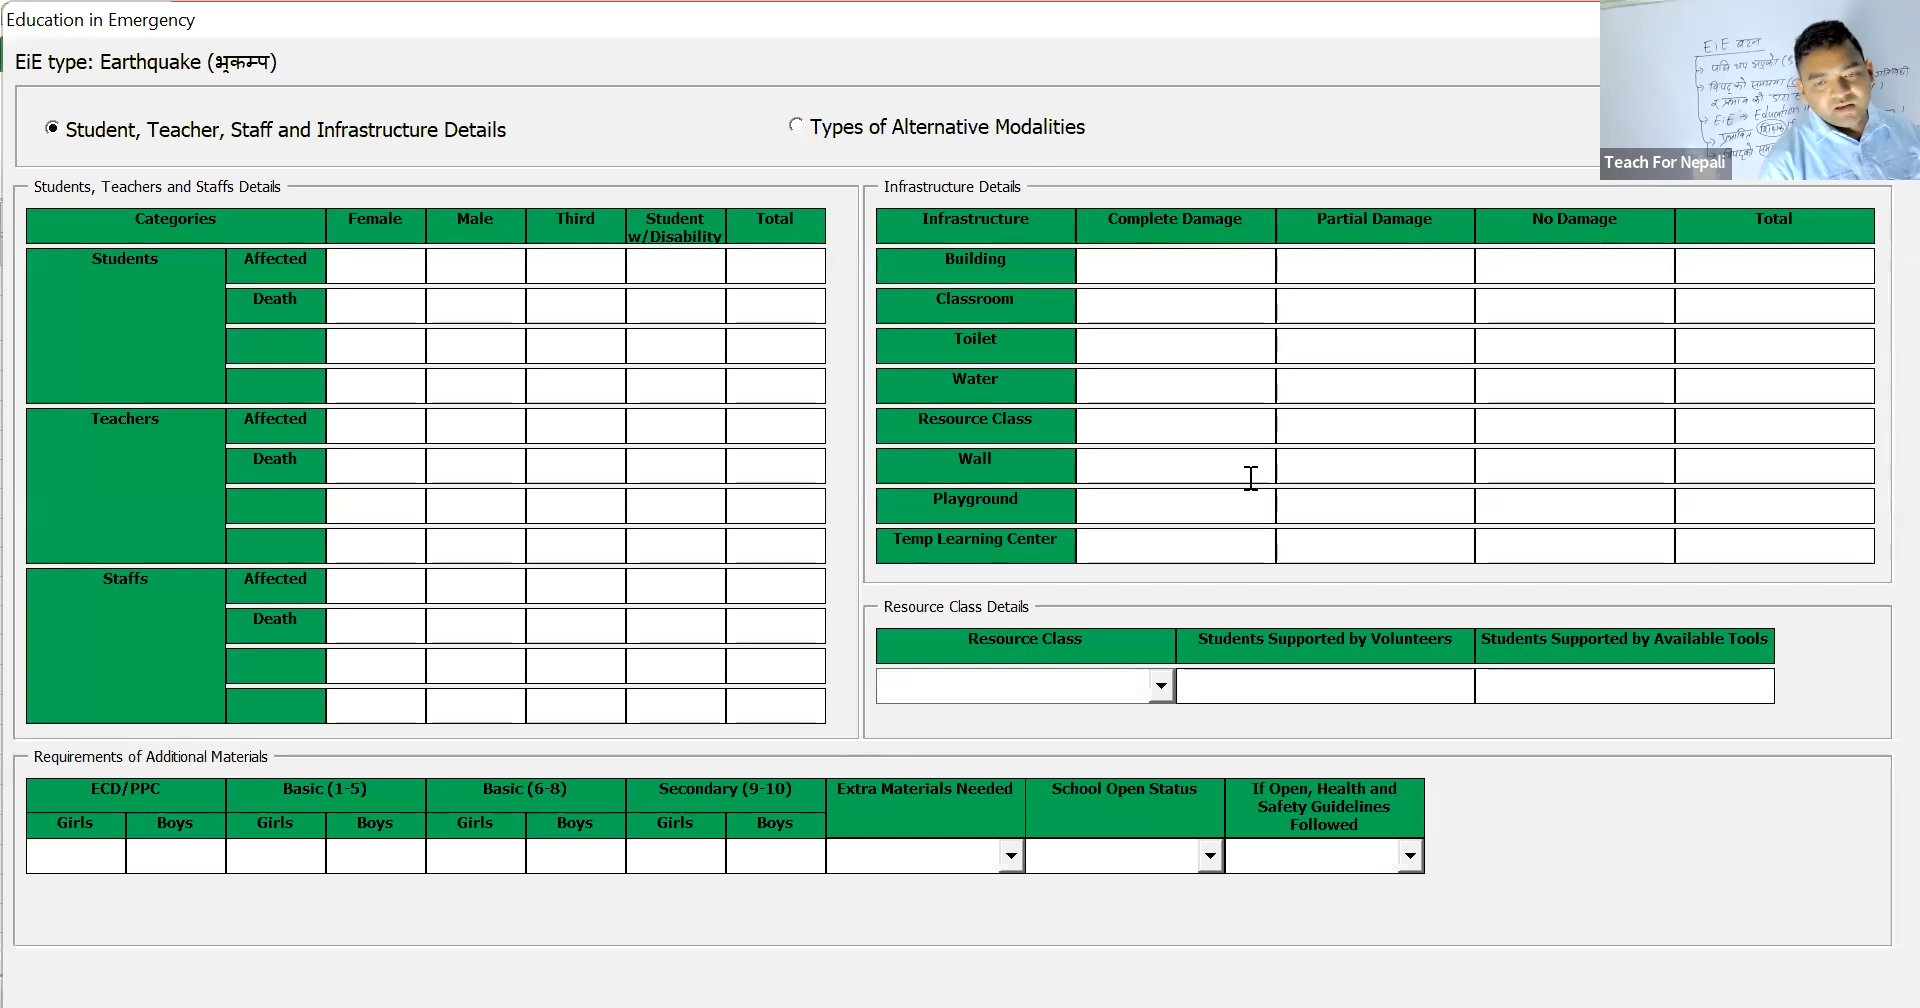 Education in Emergency
EiE type: Earthquake (भूकम्प)
Student, Teacher, Staff and Infrastructure Details
Types of Alternative Modalities
EiE बटन
EiE → Education
Teach For Nepali
Students, Teachers and Staffs Details
Categories Female Male Third Student w/Disability Total
Students Affected
Death
Teachers Affected
Death
Staffs Affected
Death
Infrastructure Details
Infrastructure Complete Damage Partial Damage No Damage Total
Building
Classroom
Toilet
Water
Resource Class
Wall
Playground
Temp Learning Center
Resource Class Details
Resource Class Students Supported by Volunteers Students Supported by Available Tools
Requirements of Additional Materials
ECD/PPC Basic (1-5) Basic (6-8) Secondary (9-10) Extra Materials Needed School Open Status If Open, Health and
Safety Guidelines
Followed
Girls Boys Girls Boys Girls Boys Girls Boys